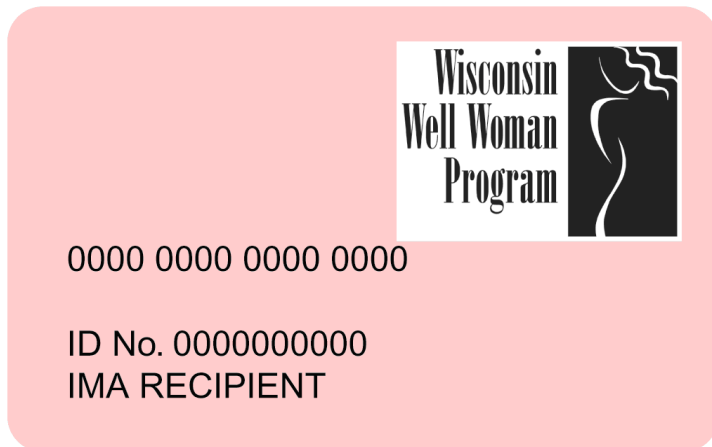 Wisconsin
Well Woman
Program
0000 0000 0000 0000
ID No. 0000000000
IMA RECIPIENT